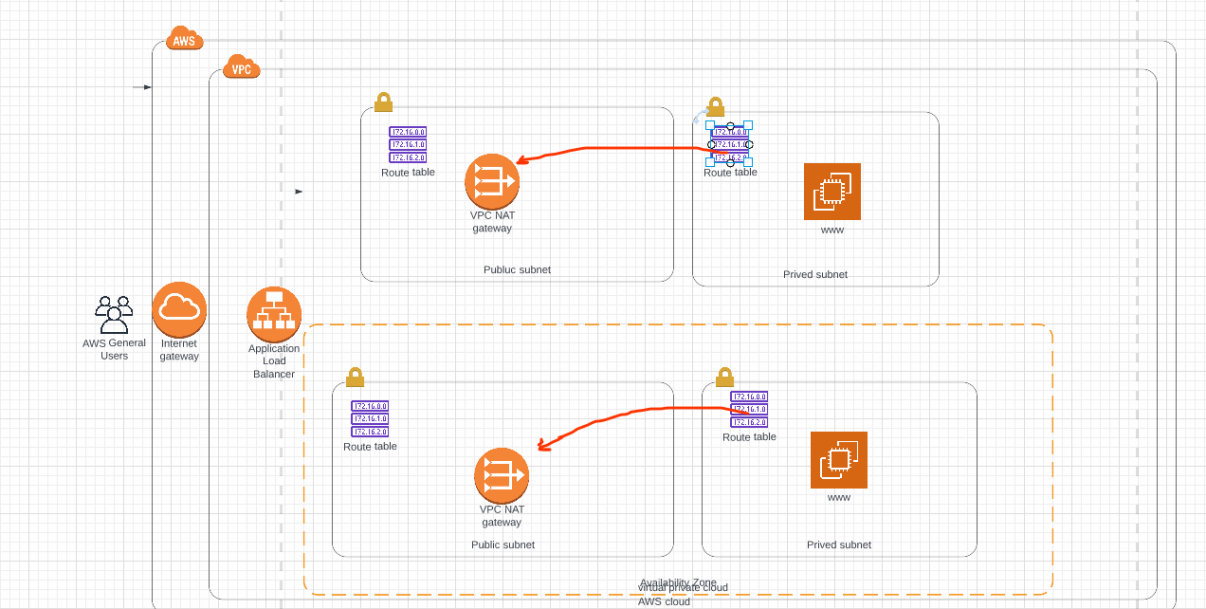 AWS
VPC
172.16.0.0
172.16.1.0
172.16.2.0
Route table
VPC NAT
gateway
Publuc subnet
172.16.0.0
172.16.1.0
172.16.2.0
Route table
www
Prived subnet
AWS General
Users
Internet
gateway
Application
Load
Balancer
172.16.0.0
172.16.1.0
172.16.2.0
Route table
VPC NAT
gateway
Public subnet
172.16.0.0
172.16.1.0
172.16.2.0
Route table
www
Prived subnet
Availability Zone
virtual private cloud
AWS cloud